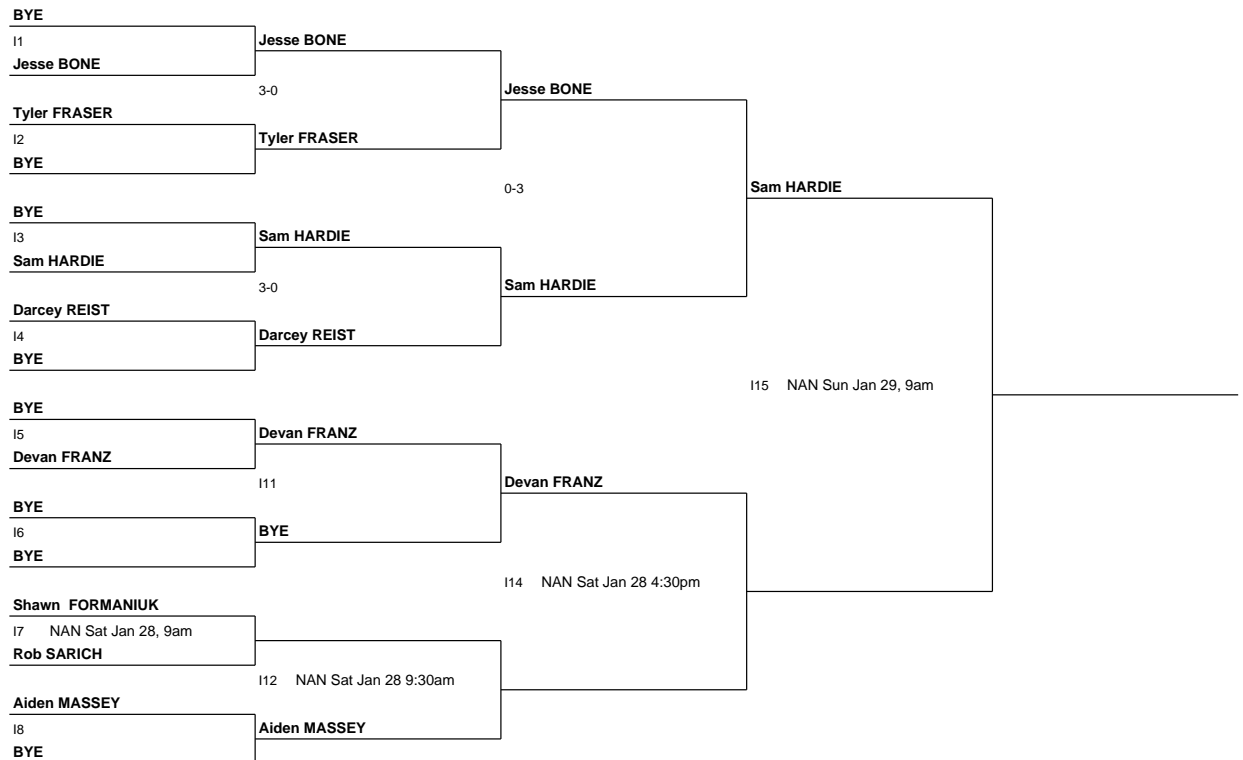 BYE
I1
Jesse BONE
Jesse BONE
3-0
Jesse BONE
Tyler FRASER
I2
Tyler FRASER
BYE
0-3
Sam HARDIE
BYE
I3
Sam HARDIE
Sam HARDIE
3-0
Sam HARDIE
Darcey REIST
I4
Darcey REIST
BYE
I15 NAN Sun Jan 29, 9am
BYE
I5
Devan FRANZ
Devan FRANZ
I11
Devan FRANZ
BYE
I6
BYE
BYE
I14 NAN Sat Jan 28 4:30pm
Shawn FORMANIUK
I7 NAN Sat Jan 28, 9am
Rob SARICH
I12 NAN Sat Jan 28 9:30am
Aiden MASSEY
I8
Aiden MASSEY
BYE